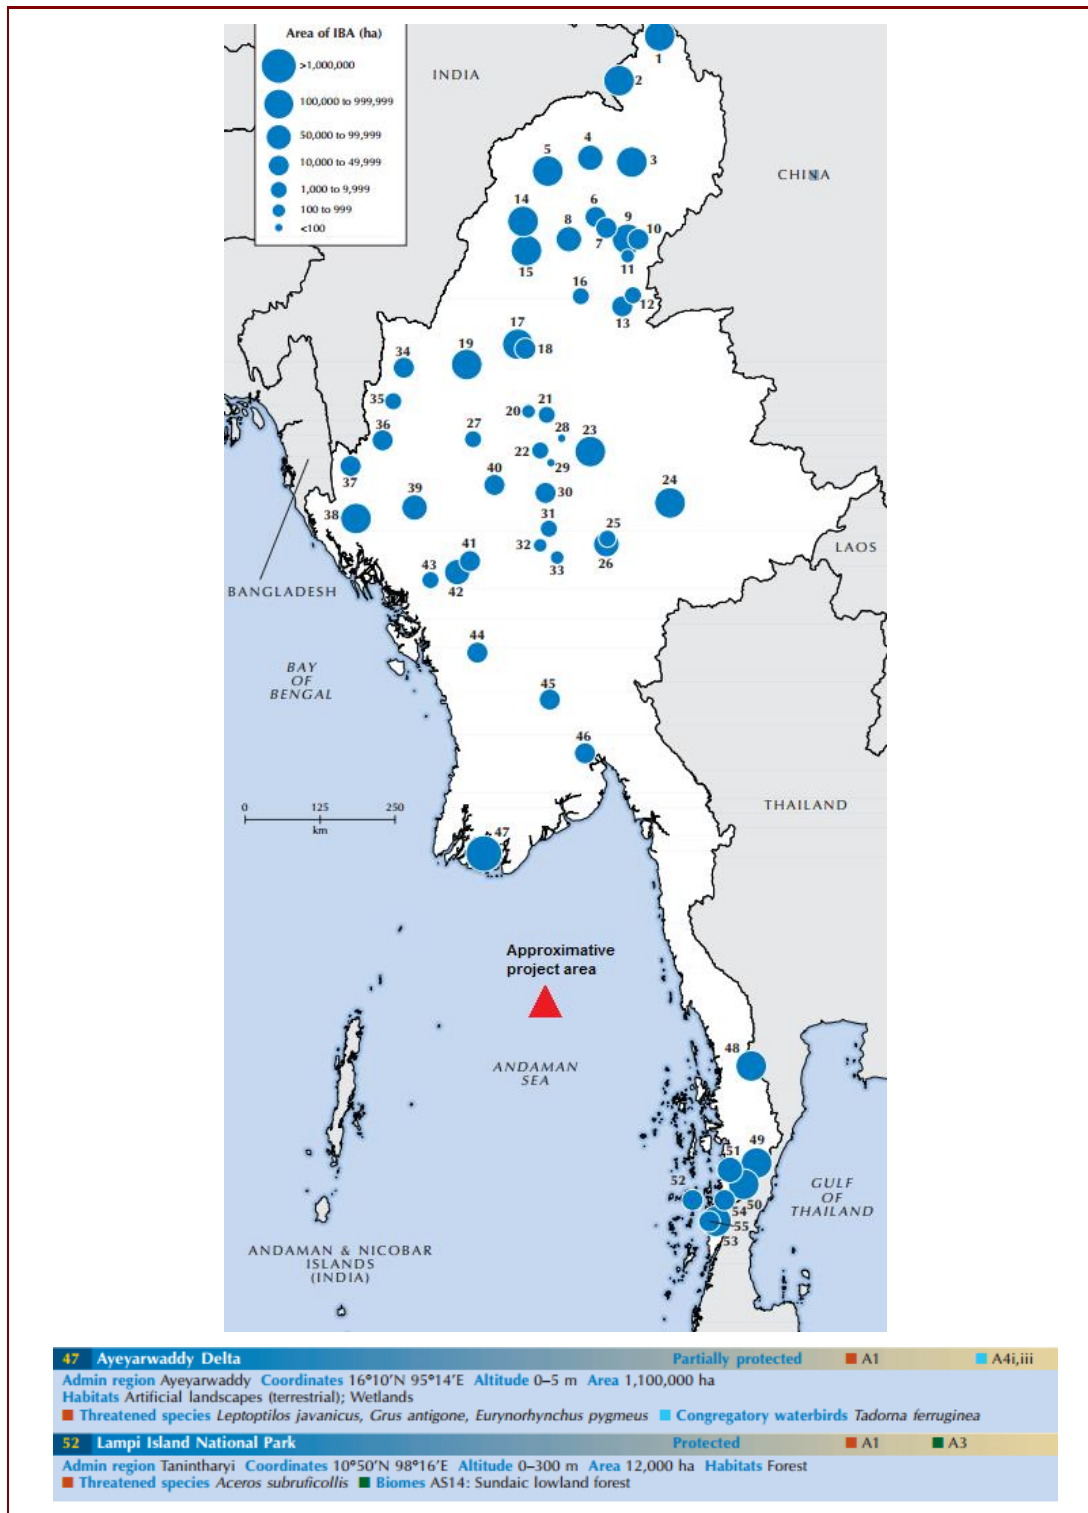 Area of IBA (ha)
>1,000,000
100,000 to 999,999
50,000 to 99,999
10,000 to 49,999
1,000 to 9,999
100 to 999
<100
INDIA
1
2
CHINA
4
5
3
14
6
8
9
10
7
15
11
16
12
13
17
18
19
34
35
20
21
36
27
28
23
22
29
37
40
24
30
39
38
31
25
32
33
26
41
43
42
LAOS
BANGLADESH
44
BAY
OF
BENGAL
45
46
0 125 250
km
THAILAND
47
Approximative
project area
ANDAMAN
SEA
48
49
51
52
50
54
55
53
GULF
OF
THAILAND
ANDAMAN & NICOBAR
ISLANDS
(INDIA)
47 Ayeyarwaddy Delta Partially protected A1 A4i,iii
Admin region Ayeyarwaddy Coordinates 16°10'N 95°14'E Altitude 0–5 m Area 1,100,000 ha
Habitats Artificial landscapes (terrestrial); Wetlands
Threatened species Leptoptilos javanicus, Grus antigone, Eurynorhynchus pygmeus Congregatory waterbirds Tadorna ferruginea
52 Lampi Island National Park Protected A1 A3
Admin region Tanintharyi Coordinates 10°50'N 98°16'E Altitude 0–300 m Area 12,000 ha Habitats Forest
Threatened species Aceros subruficollis Biomes AS14: Sundaic lowland forest